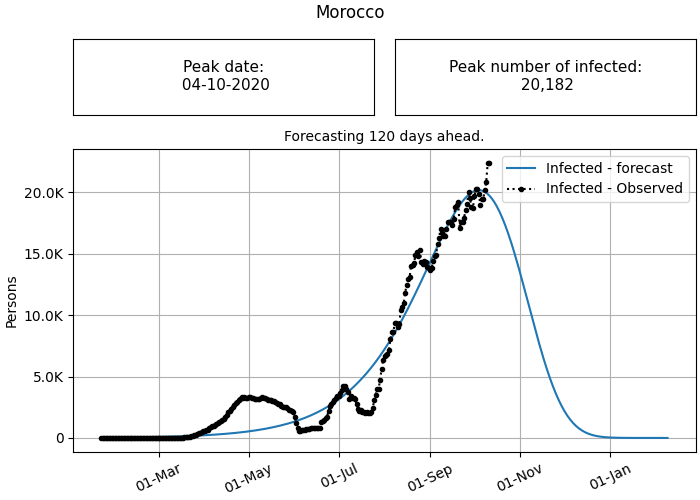 Morocco
Peak date:
04-10-2020
Peak number of infected:
20,182
Forecasting 120 days ahead.
Infected - forecast
Infected - Observed
Persons
20.0K
15.0K
10.0K
5.0K
0
01-Mar
01-May
01-Jul
01-Sep
01-Nov
01-Jan